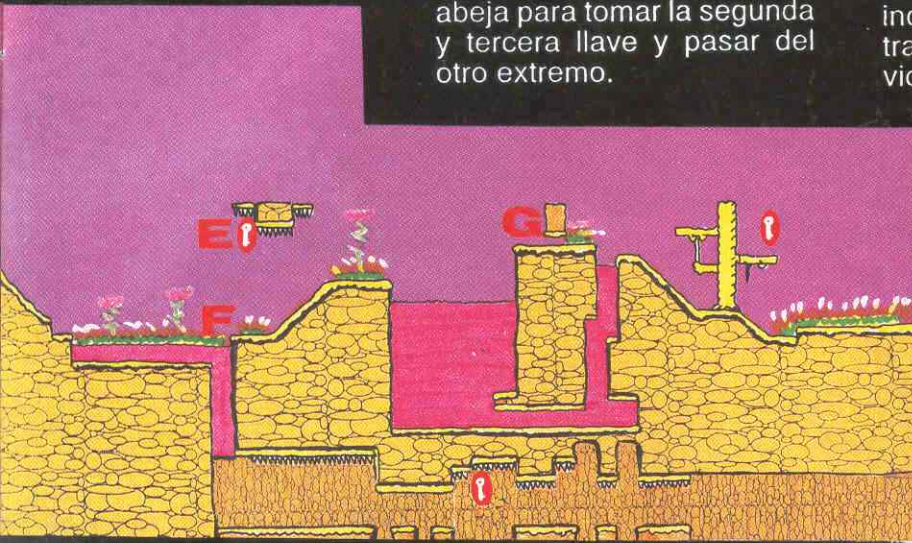 abeja para tomar la segunda
y tercera llave y pasar del
otro extremo.
E
F
G